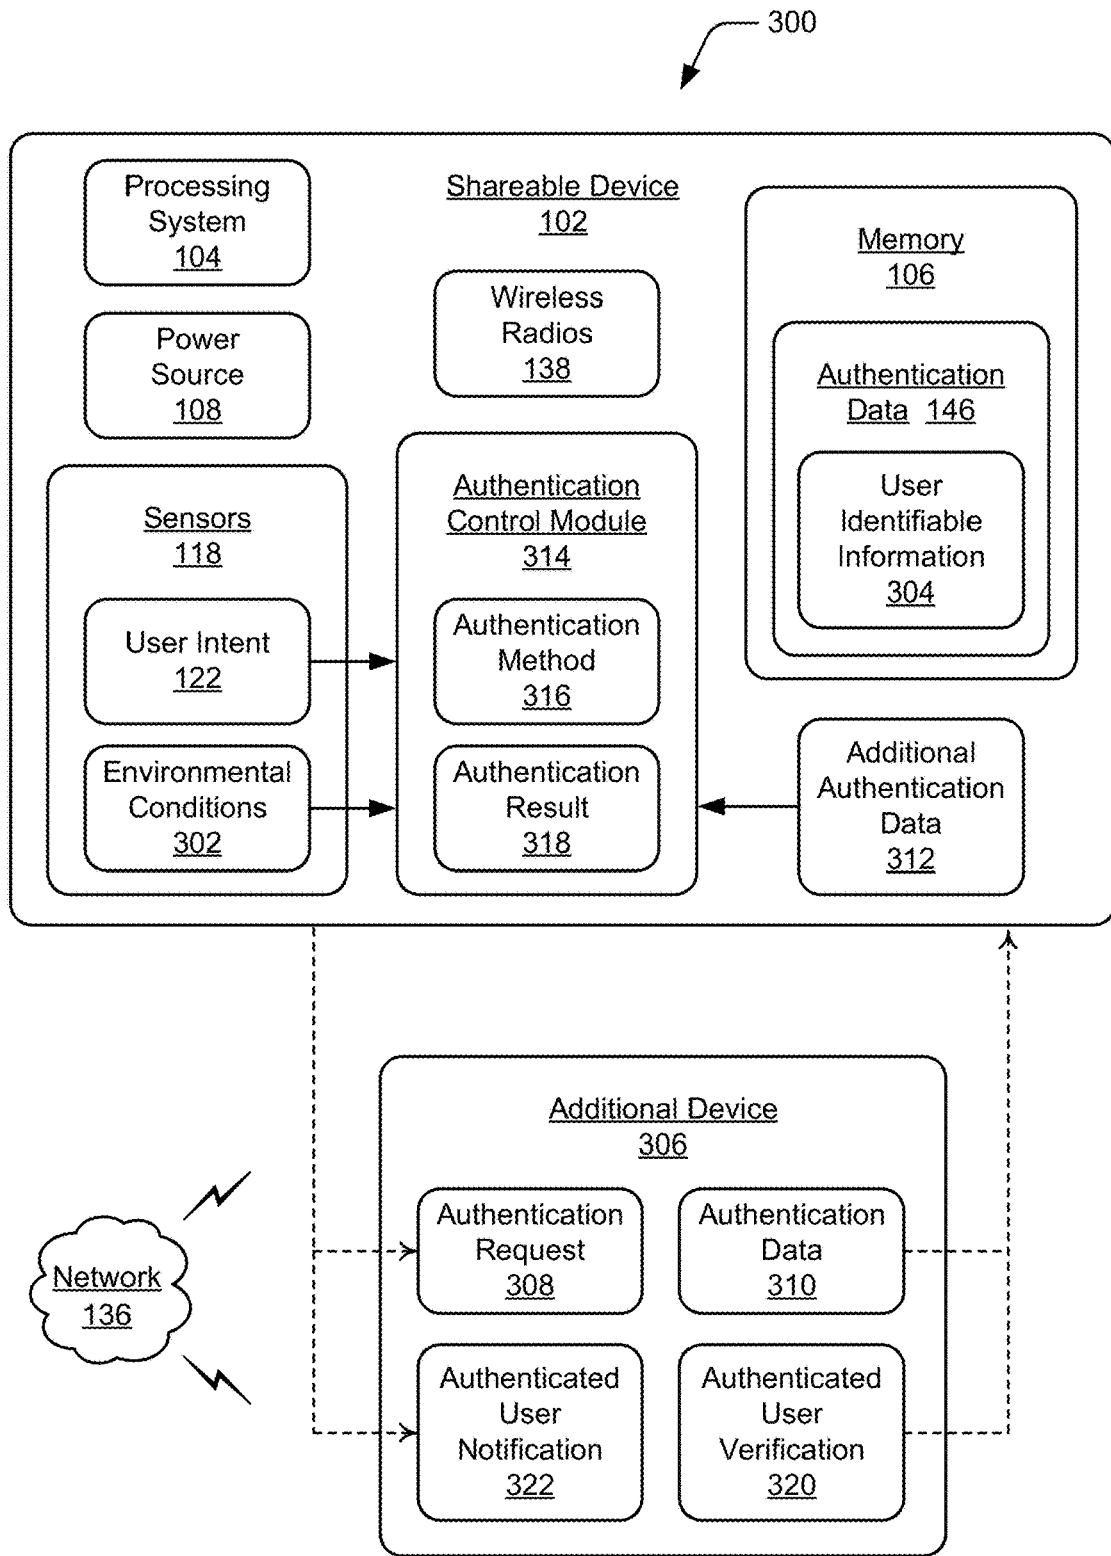 300
Processing
System
104
Shareable Device
102
Memory
106
Wireless
Radios
138
Power
Source
108
Authentication
Data 146
User
Identifiable
Information
304
Sensors
118
User Intent
122
Environmental
Conditions
302
Authentication
Control Module
314
Authentication
Method
316
Authentication
Result
318
Additional
Authentication
Data
312
Additional Device
306
Authentication
Request
308
Authentication
Data
310
Network
136
Authenticated
User
Notification
322
Authenticated
User
Verification
320